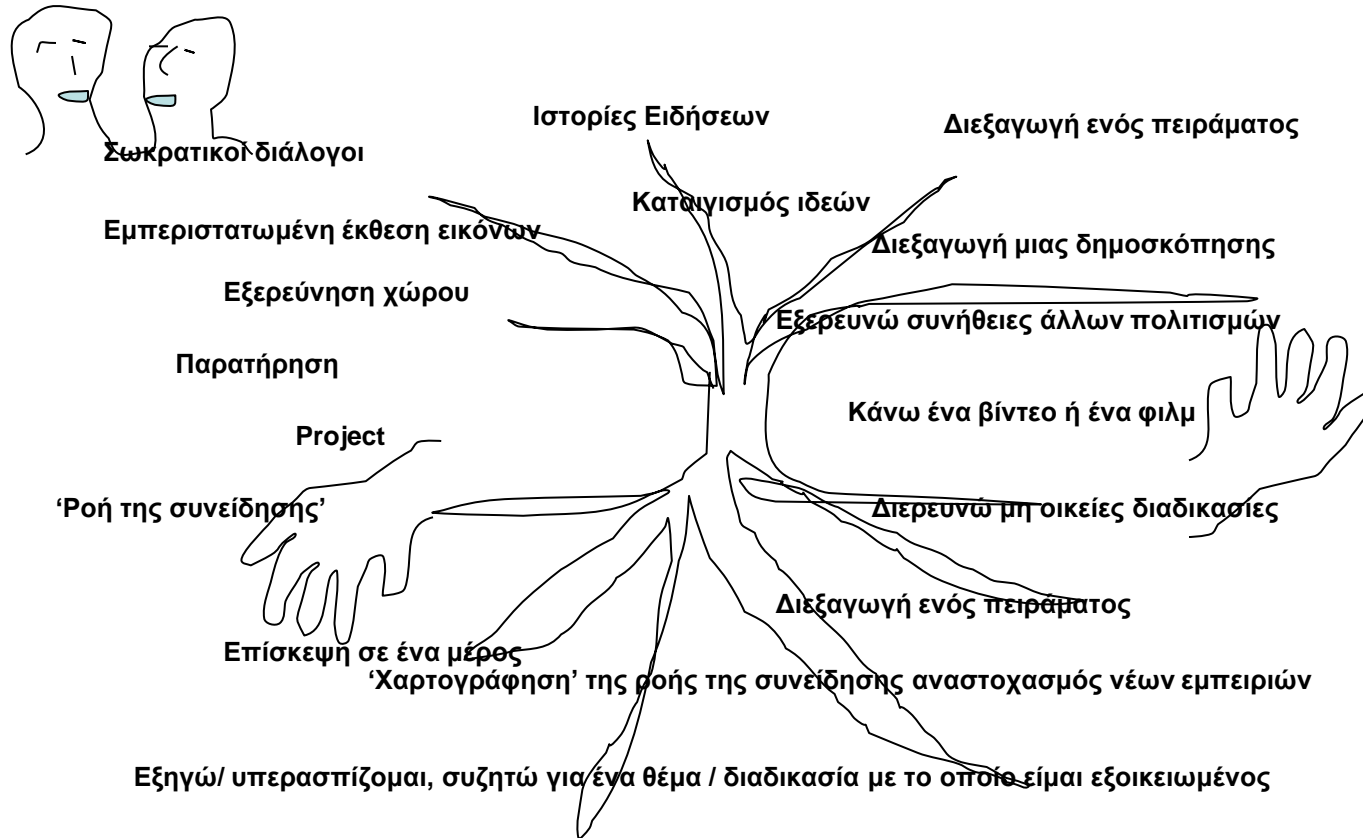 Ιστορίες Ειδήσεων
Διεξαγωγή ενός πειράματος
Σωκρατικοί διάλογοι
Καταιγισμός ιδεών
Εμπεριστατωμένη έκθεση εικόνων
Διεξαγωγή μιας δημοσκόπησης
Εξερεύνηση χώρου
Εξερευνώ συνήθειες άλλων πολιτισμών
Παρατήρηση
Κάνω ένα βίντεο ή ένα φιλμ
Project
‘Ροή της συνείδησης’
Διερευνώ μη οικείες διαδικασίες
Διεξαγωγή ενός πειράματος
Επίσκεψη σε ένα μέρος
‘Χαρτογράφηση’ της ροής της συνείδησης αναστοχασμός νέων εμπειριών
Εξηγώ/ υπερασπίζομαι, συζητώ για ένα θέμα / διαδικασία με το οποίο είμαι εξοικειωμένος